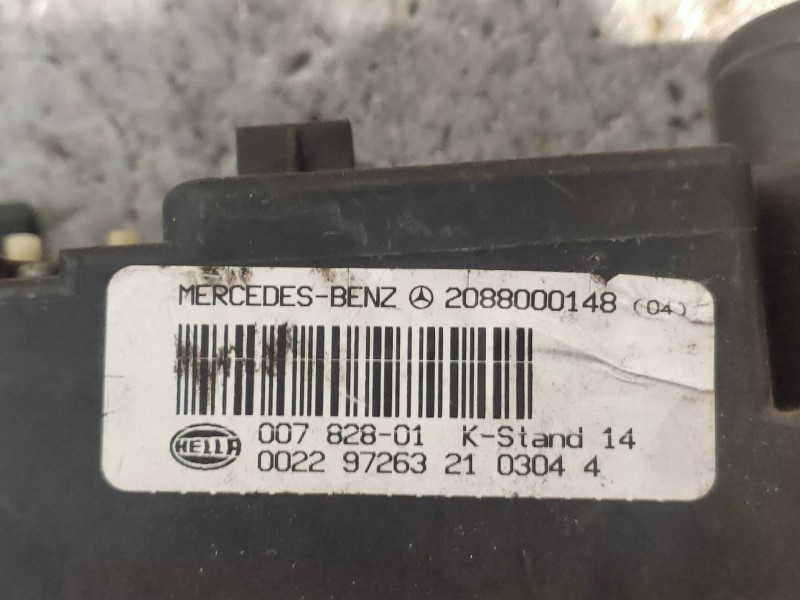 MERCEDES-BENZ 2088000148 (04)
HELLA 007 828-01 K-Stand 14
0022 97263 21 0304 4